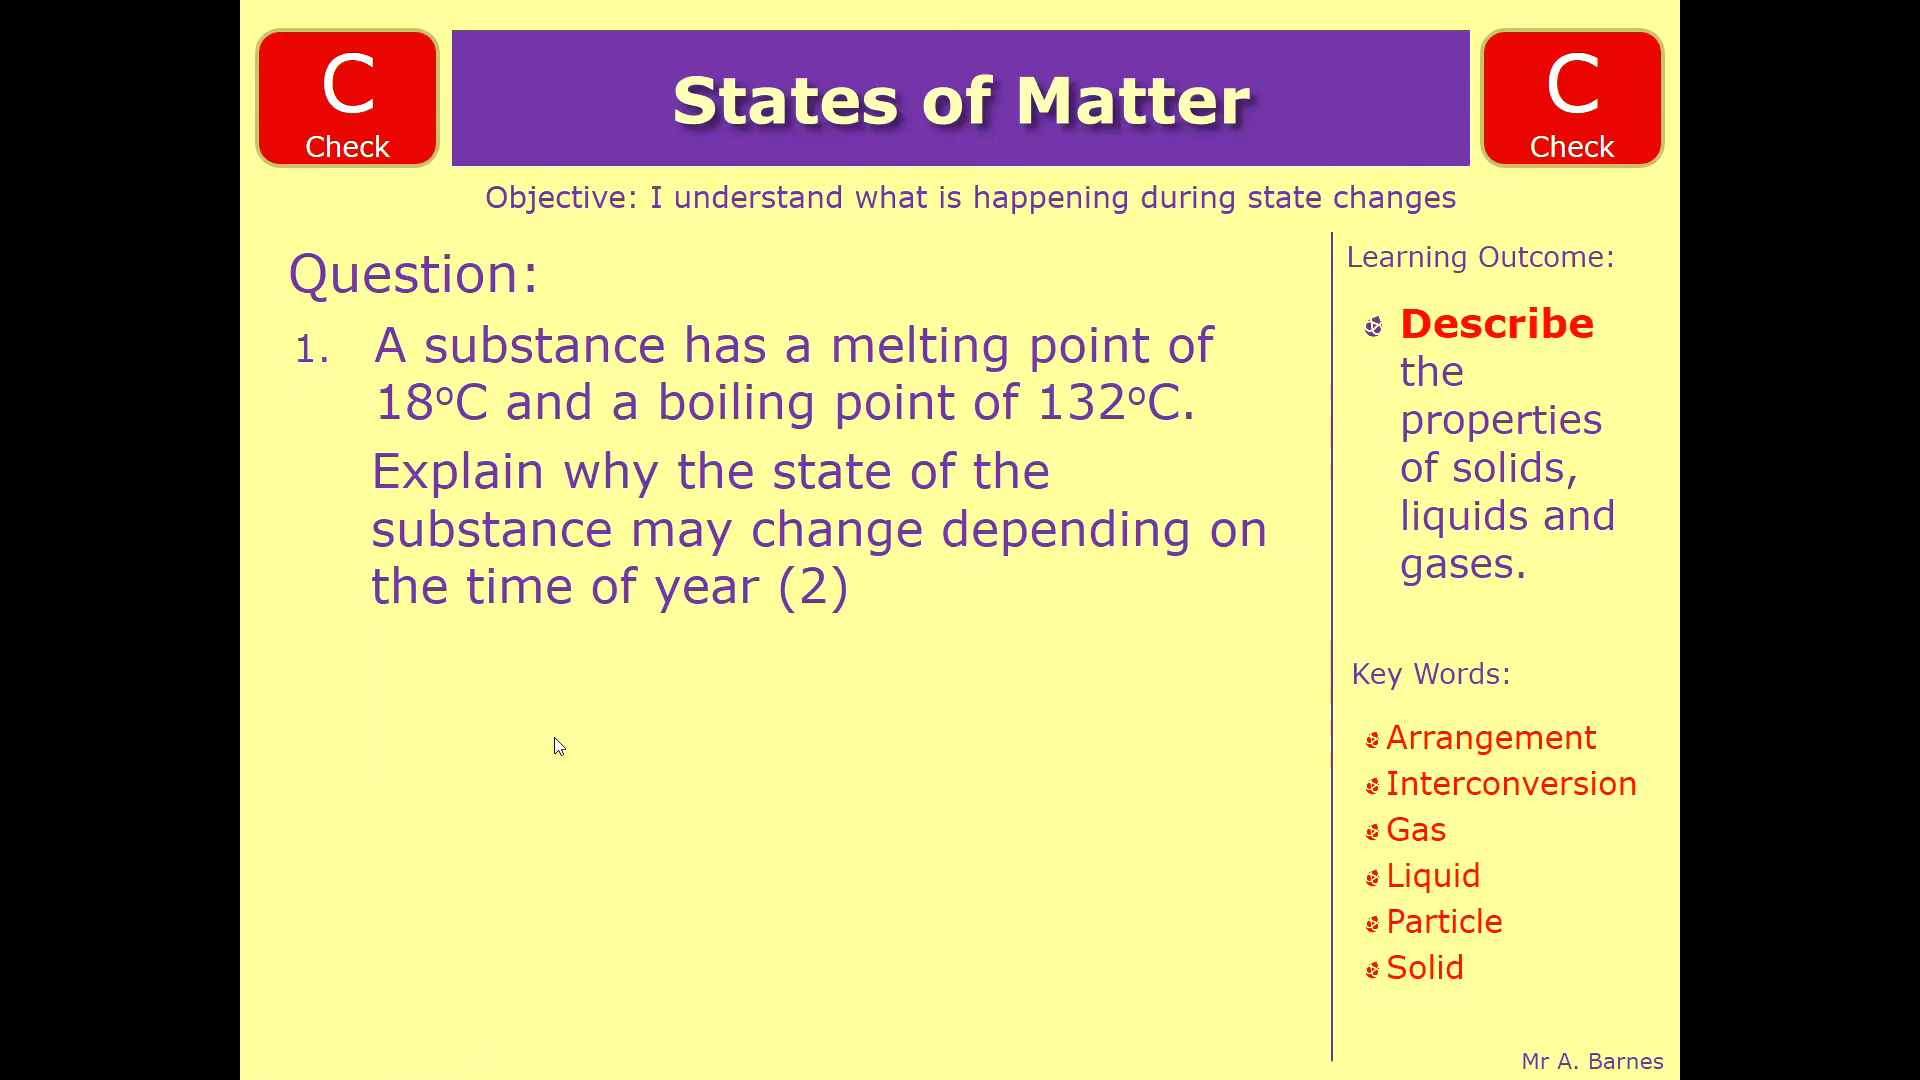 C
Check
States of Matter
C
Check
Objective: I understand what is happening during state changes
Question:
1. A substance has a melting point of
18ºC and a boiling point of 132ºC.
Explain why the state of the
substance may change depending on
the time of year (2)
Learning Outcome:
Describe
the
properties
of solids,
liquids and
gases.
Key Words:
Arrangement
Interconversion
Gas
Liquid
Particle
Solid
Mr A. Barnes